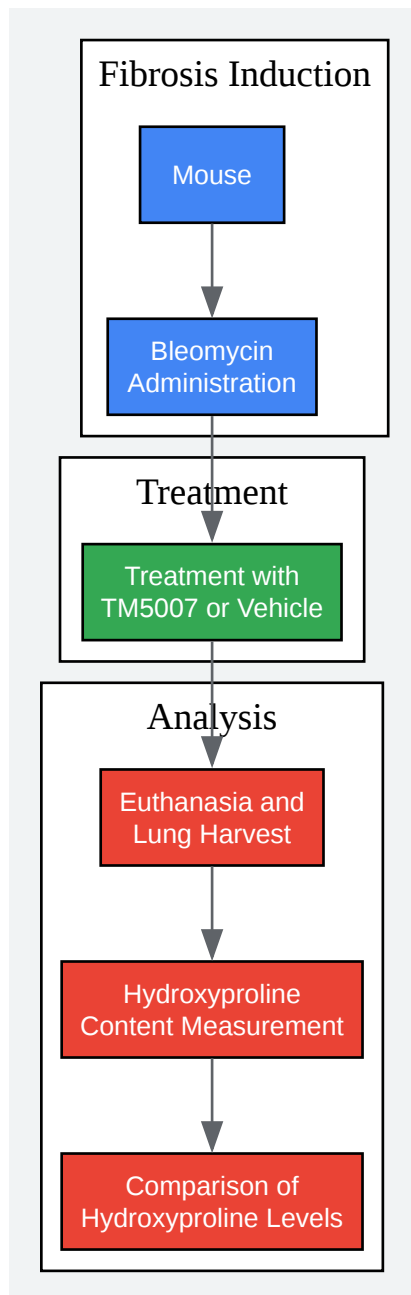 Fibrosis Induction
Mouse
Bleomycin
Administration
Treatment
Treatment with
TM5007 or Vehicle
Analysis
Euthanasia and
Lung Harvest
Hydroxyproline
Content Measurement
Comparison of
Hydroxyproline Levels